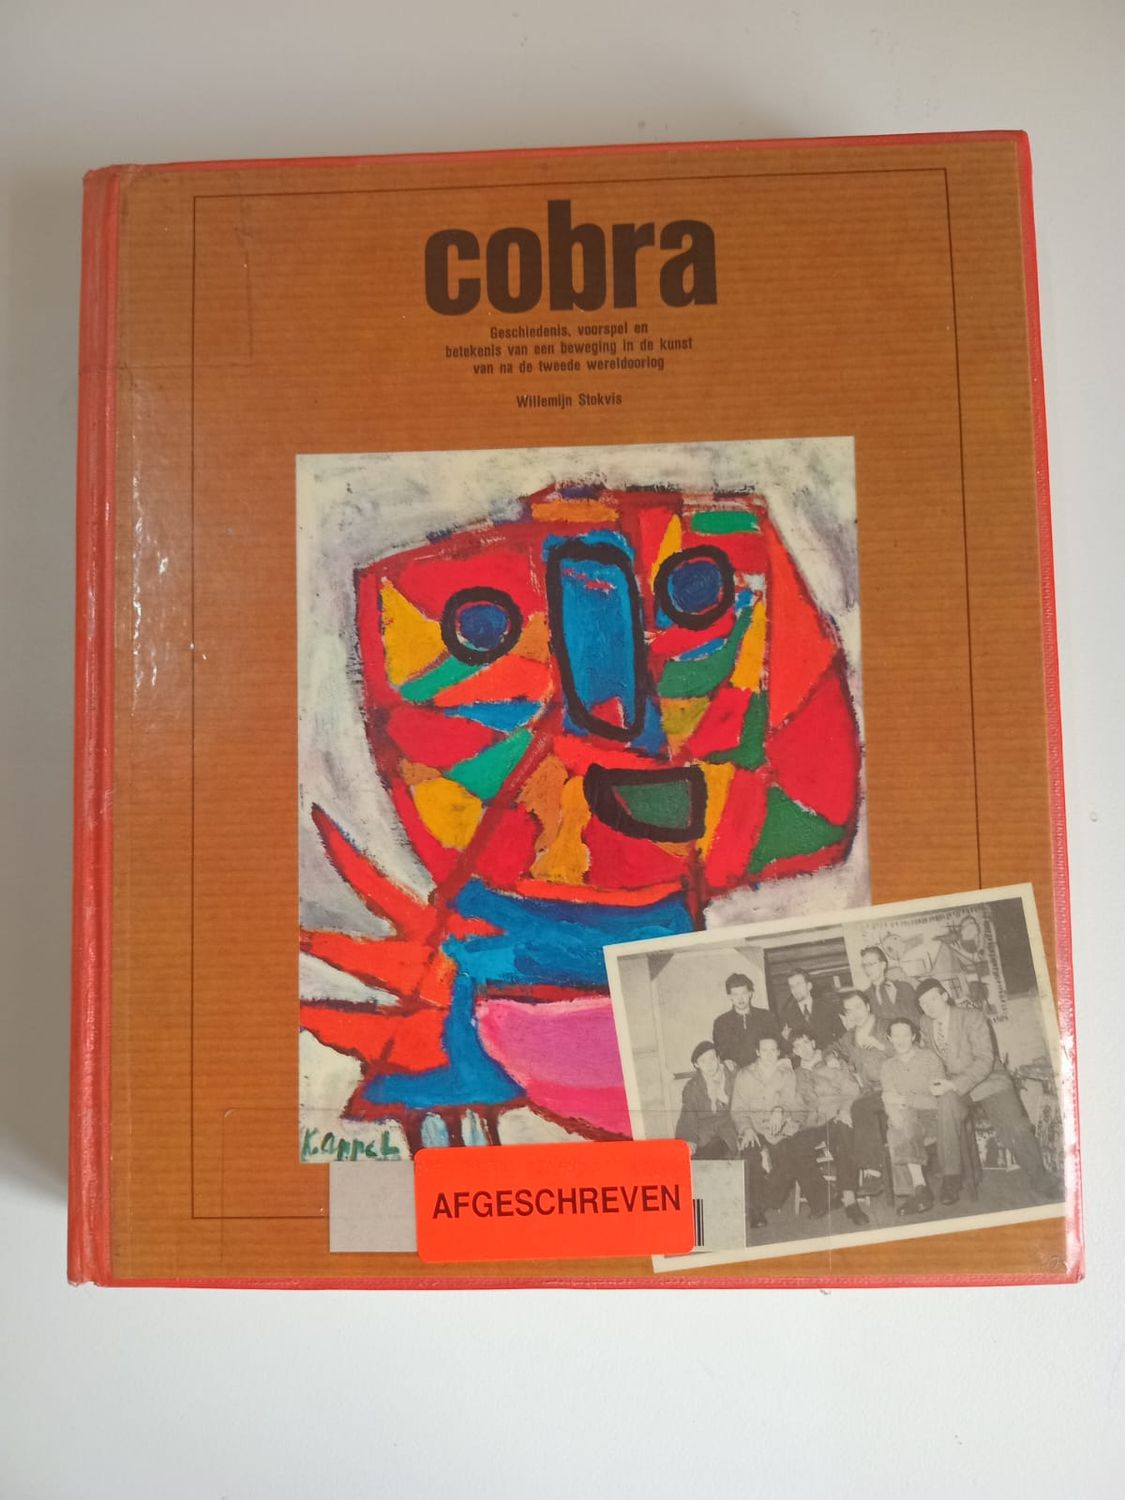 cobra
Geschiedenis, voorspel en
betekenis van een beweging in de kunst
van na de tweede wereldoorlog
Willemijn Stokvis
K. Appel
AFGESCHREVEN